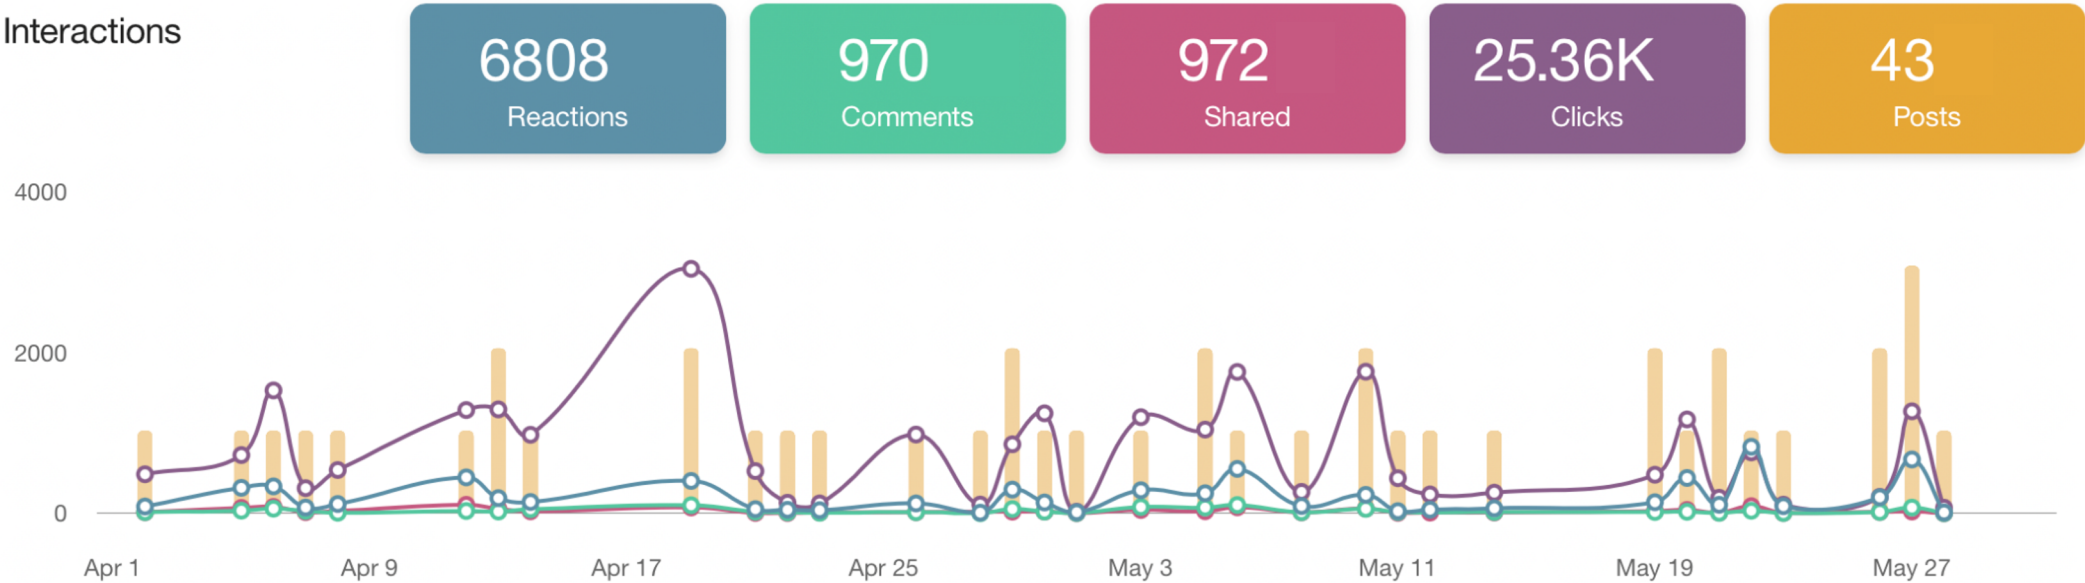 Interactions
6808
Reactions
970
Comments
972
Shared
25.36K
Clicks
43
Posts
4000
2000
0
Apr 1
Apr 9
Apr 17
Apr 25
May 3
May 11
May 19
May 27